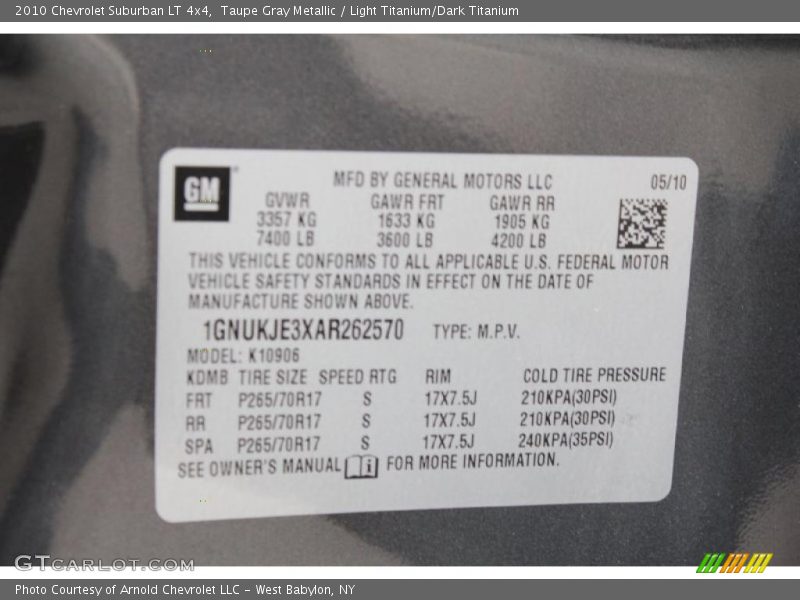 2010 Chevrolet Suburban LT 4x4, Taupe Gray Metallic / Light Titanium/Dark Titanium
GM
MFD BY GENERAL MOTORS LLC 05/10
GVWR GAWR FRT GAWR RR
3357 KG 1633 KG 1905 KG
7400 LB 3600 LB 4200 LB
THIS VEHICLE CONFORMS TO ALL APPLICABLE U.S. FEDERAL MOTOR
VEHICLE SAFETY STANDARDS IN EFFECT ON THE DATE OF
MANUFACTURE SHOWN ABOVE.
1GNUKJE3XAR262570 TYPE: M.P.V.
MODEL: K10906
KDMB TIRE SIZE SPEED RTG RIM COLD TIRE PRESSURE
FRT P265/70R17 S 17X7.5J 210KPA(30PSI)
RR P265/70R17 S 17X7.5J 210KPA(30PSI)
SPA P265/70R17 S 17X7.5J 240KPA(35PSI)
SEE OWNER'S MANUAL FOR MORE INFORMATION.
GTCARLOT.COM
Photo Courtesy of Arnold Chevrolet LLC - West Babylon, NY